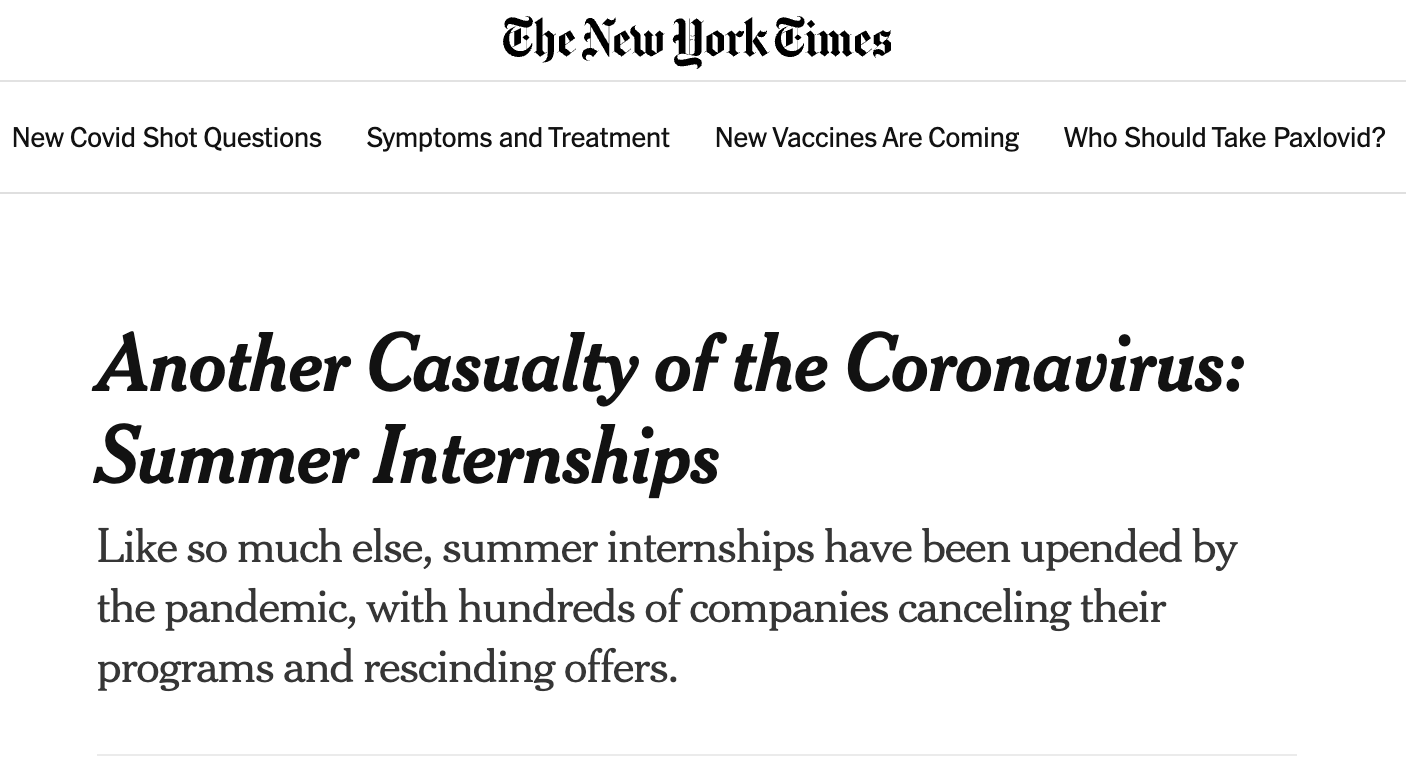 The New York Times
New Covid Shot Questions Symptoms and Treatment New Vaccines Are Coming Who Should Take Paxlovid?
Another Casualty of the Coronavirus:
Summer Internships
Like so much else, summer internships have been upended by
the pandemic, with hundreds of companies canceling their
programs and rescinding offers.